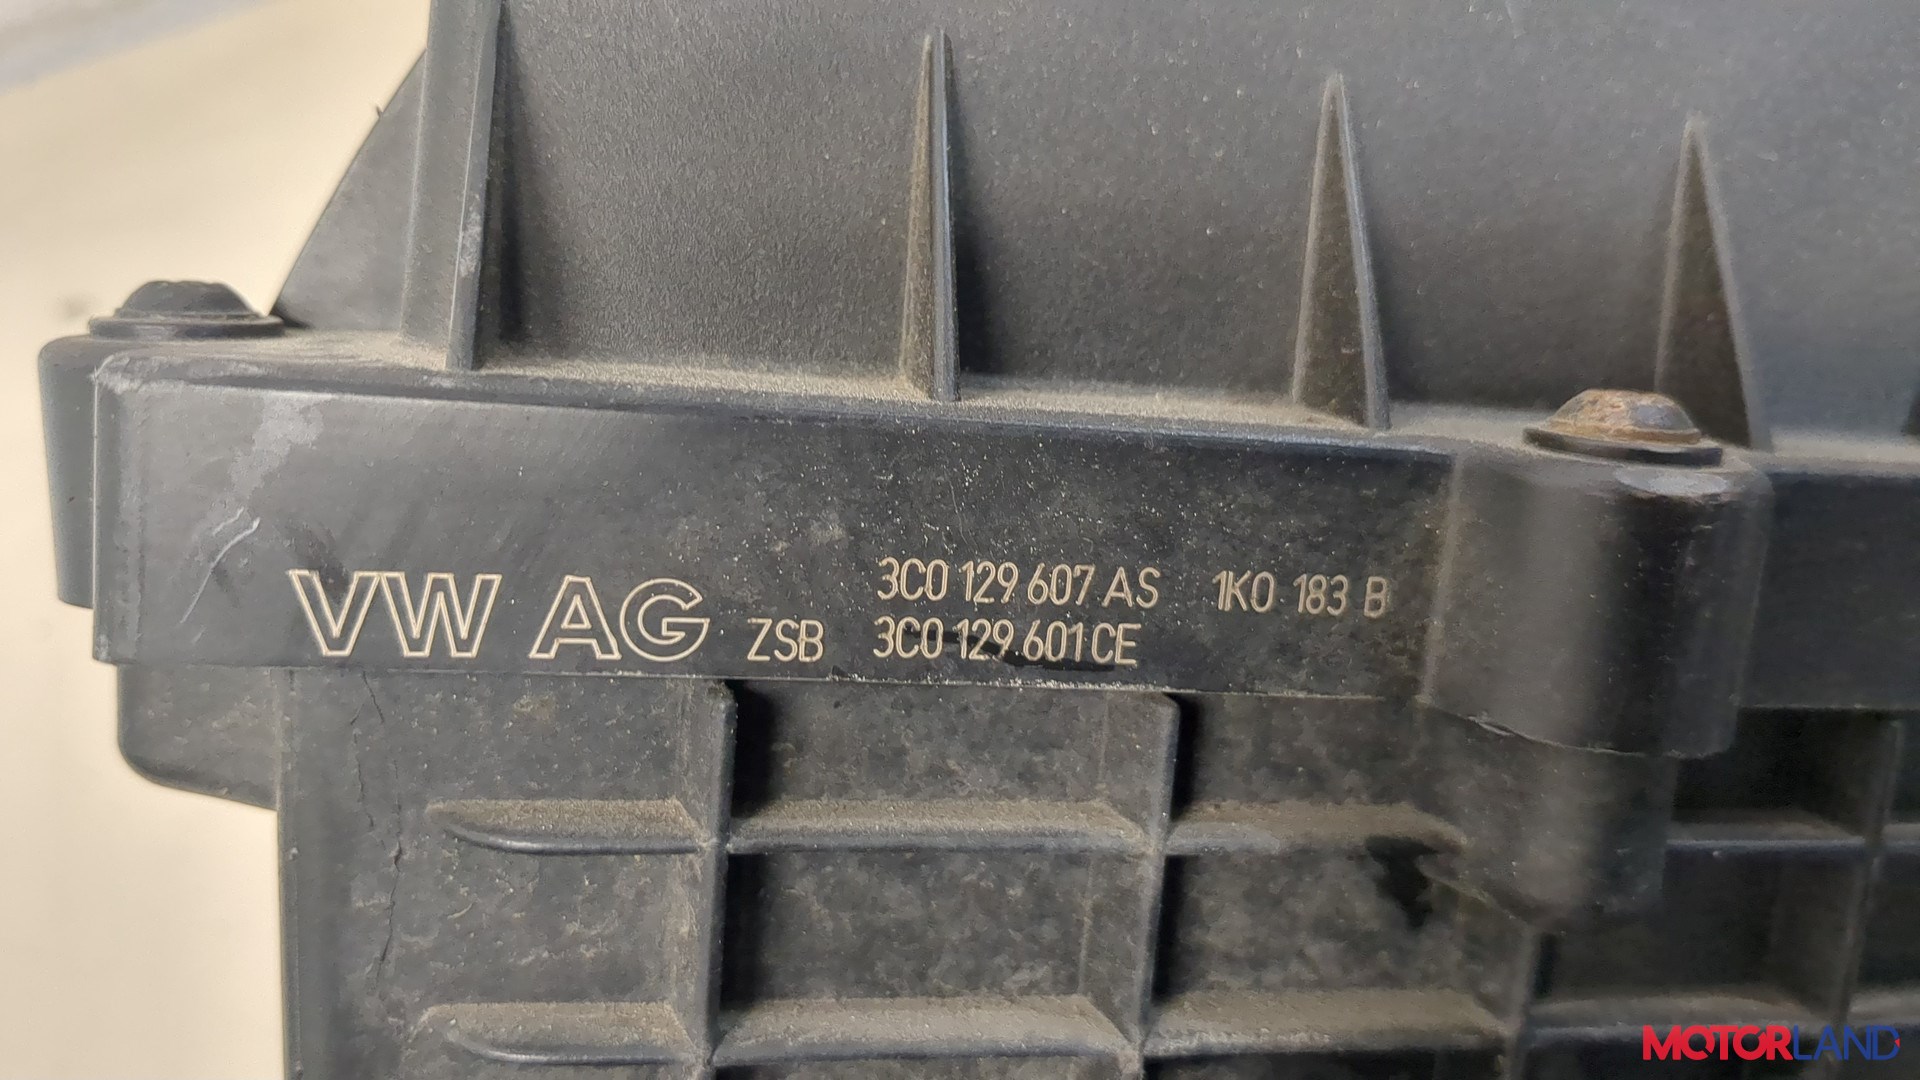 VW AG ZSB 3C0 129 607 AS 1K0 183 B
3C0 129 601 CE
MOTORLAND